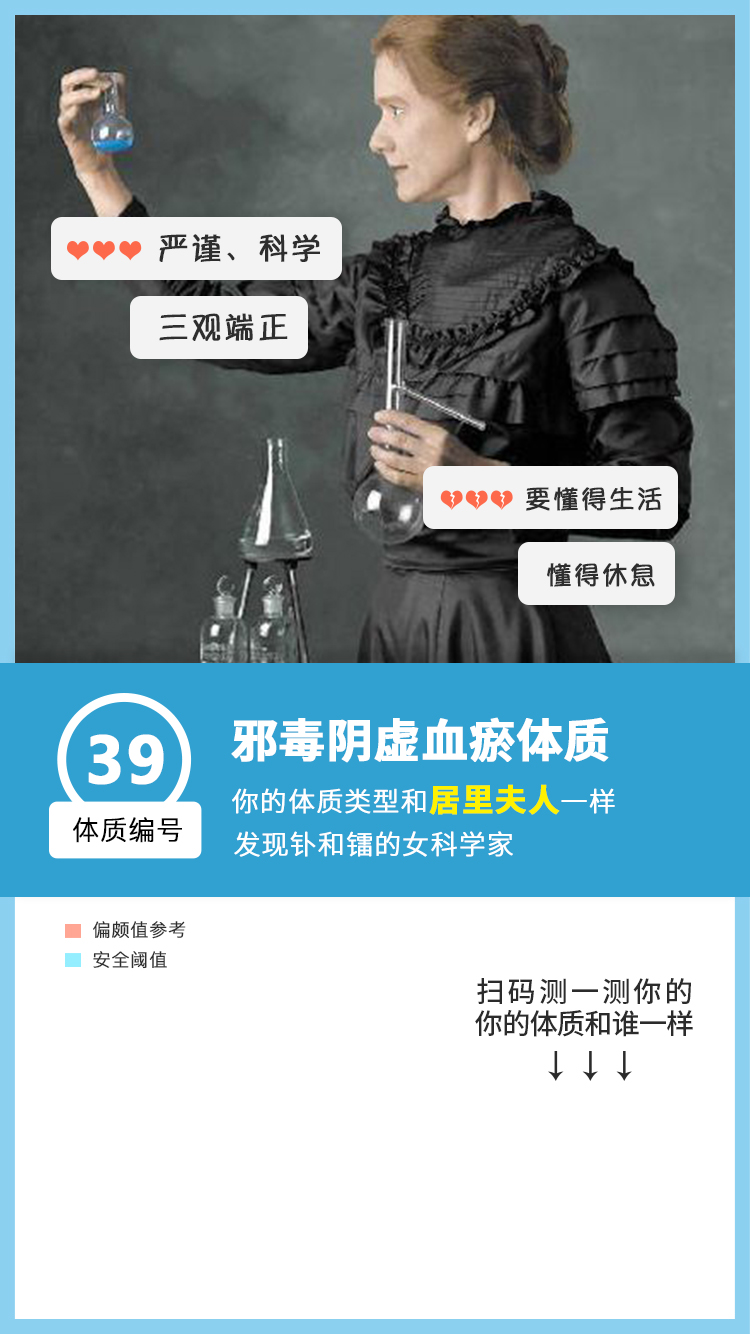 严谨、科学
三观端正
要懂得生活
懂得休息
39
体质编号
邪毒阴虚血瘀体质
你的体质类型和居里夫人一样
发现钋和镭的女科学家
偏颇值参考
安全阈值
扫码测一测你的
你的体质和谁一样
↓ ↓ ↓